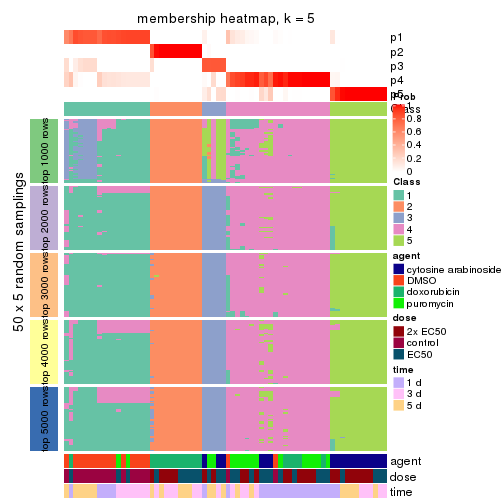 membership heatmap, k = 5
p1
p2
p3
p4
p5
Prob
1
0.8
0.6
0.4
0.2
0
Class
Class
1
2
3
4
5
agent
cytosine arabinoside
DMSO
doxorubicin
puromycin
dose
2x EC50
control
EC50
time
1 d
3 d
5 d
50 x 5 random samplings
top 1000 rows
top 2000 rows
top 3000 rows
top 4000 rows
top 5000 rows
agent
dose
time